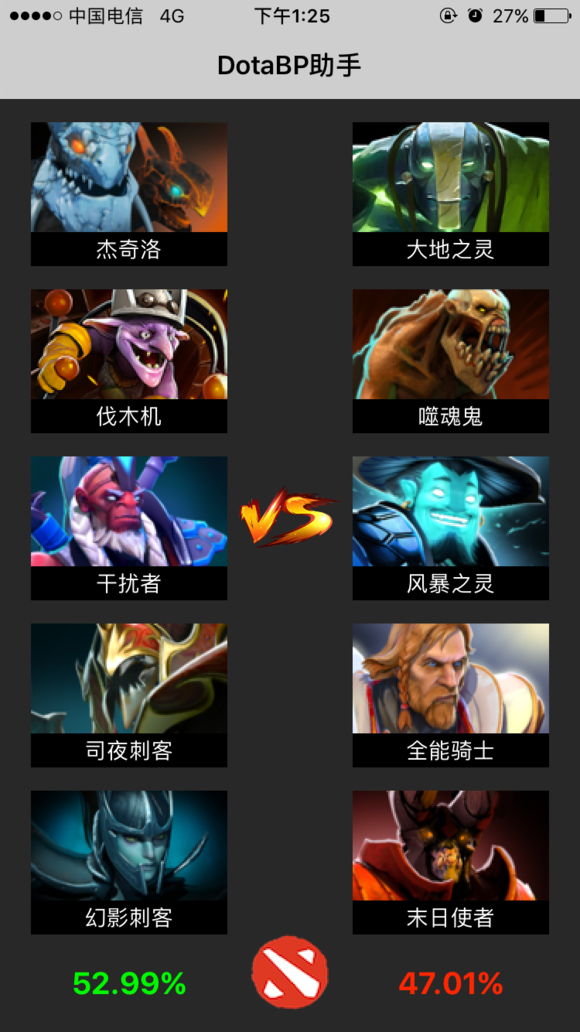 中国电信 4G 下午1:25 27%
DotaBP助手
杰奇洛 大地之灵
伐木机 噬魂鬼
VS
干扰者 风暴之灵
司夜刺客 全能骑士
幻影刺客 末日使者
52.99% 47.01%